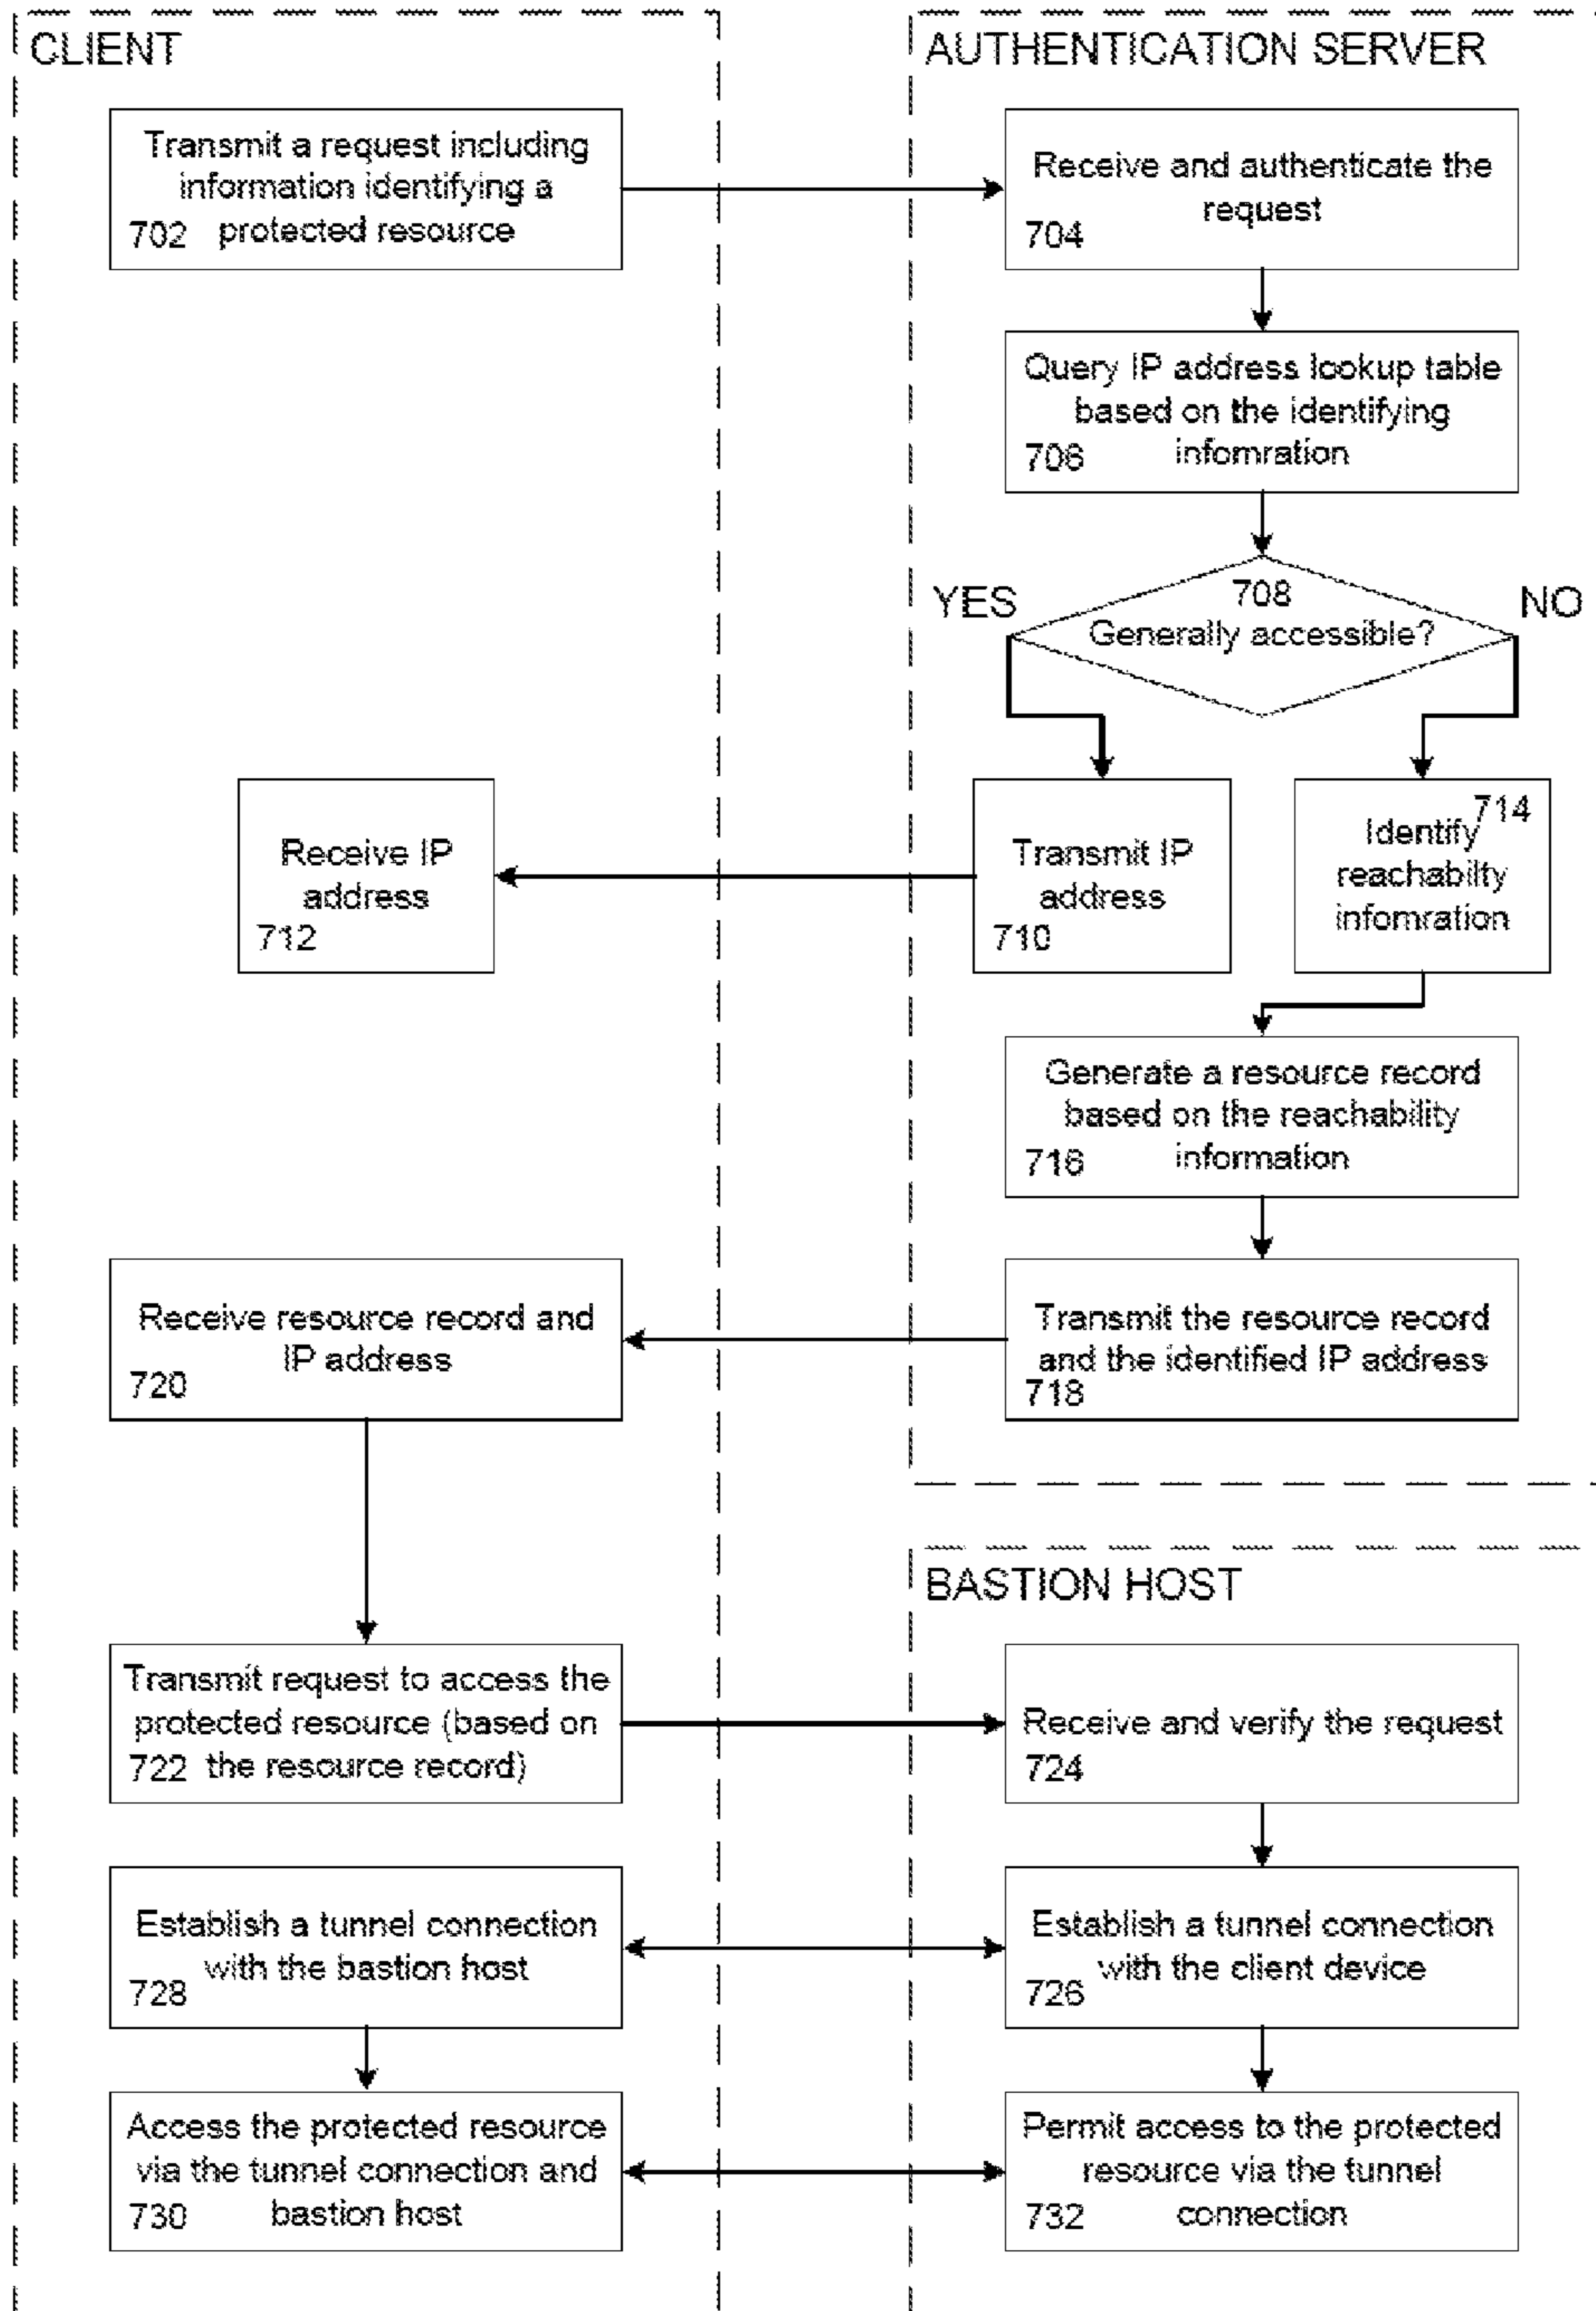 CLIENT
AUTHENTICATION SERVER
Transmit a request including
information identifying a
702 protected resource
Receive and authenticate the
request
704
Query IP address lookup table
based on the identifying
706 infomration
YES
708
NO
Generally accessible?
Receive IP
address
712
Transmit IP
address
710
714
Identify
reachabilty
infomration
Generate a resource record
based on the reachability
716 information
Receive resource record and
IP address
720
Transmit the resource record
and the identified IP address
718
BASTION HOST
Transmit request to access the
protected resource (based on
722 the resource record)
Receive and verify the request
724
Establish a tunnel connection
with the bastion host
728
Establish a tunnel connection
with the client device
726
Access the protected resource
via the tunnel connection and
730 bastion host
Permit access to the protected
resource via the tunnel
732 connection